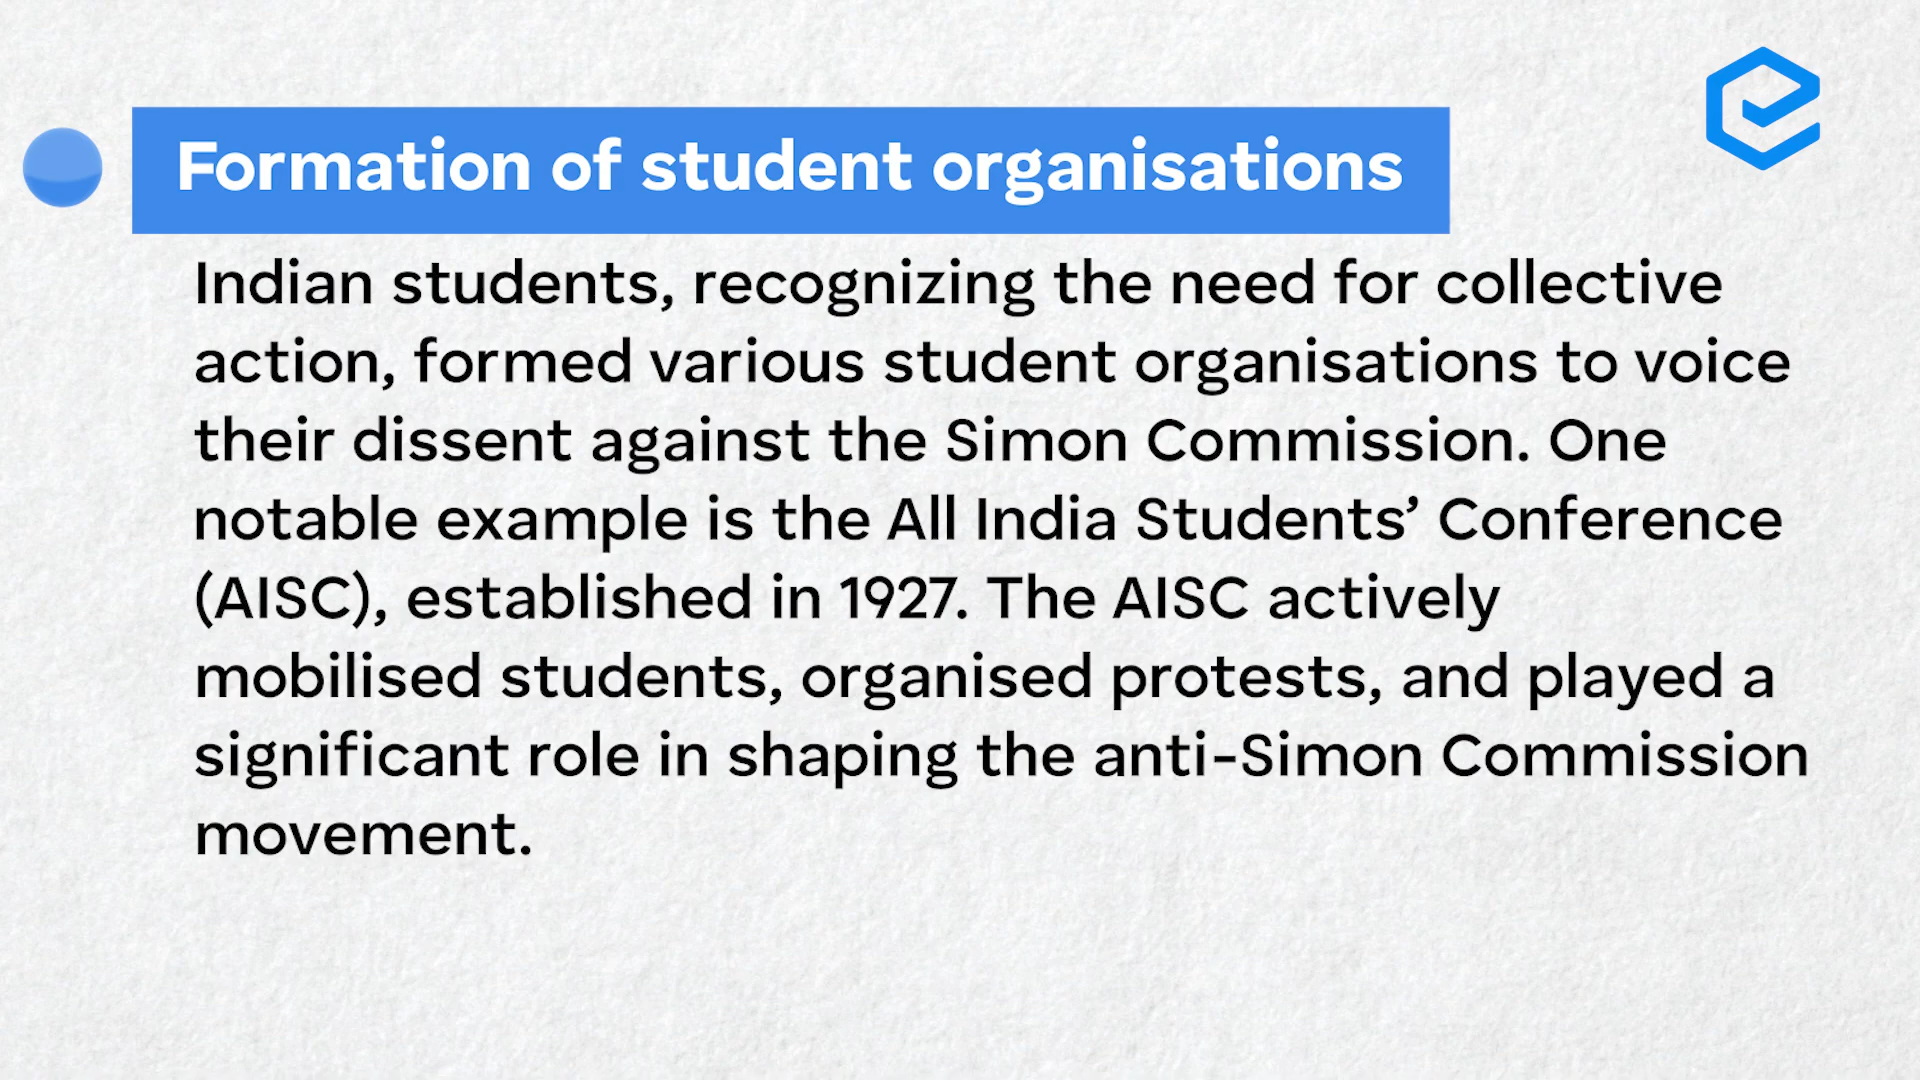 Formation of student organisations
Indian students, recognizing the need for collective
action, formed various student organisations to voice
their dissent against the Simon Commission. One
notable example is the All India Students’ Conference
(AISC), established in 1927. The AISC actively
mobilised students, organised protests, and played a
significant role in shaping the anti-Simon Commission
movement.